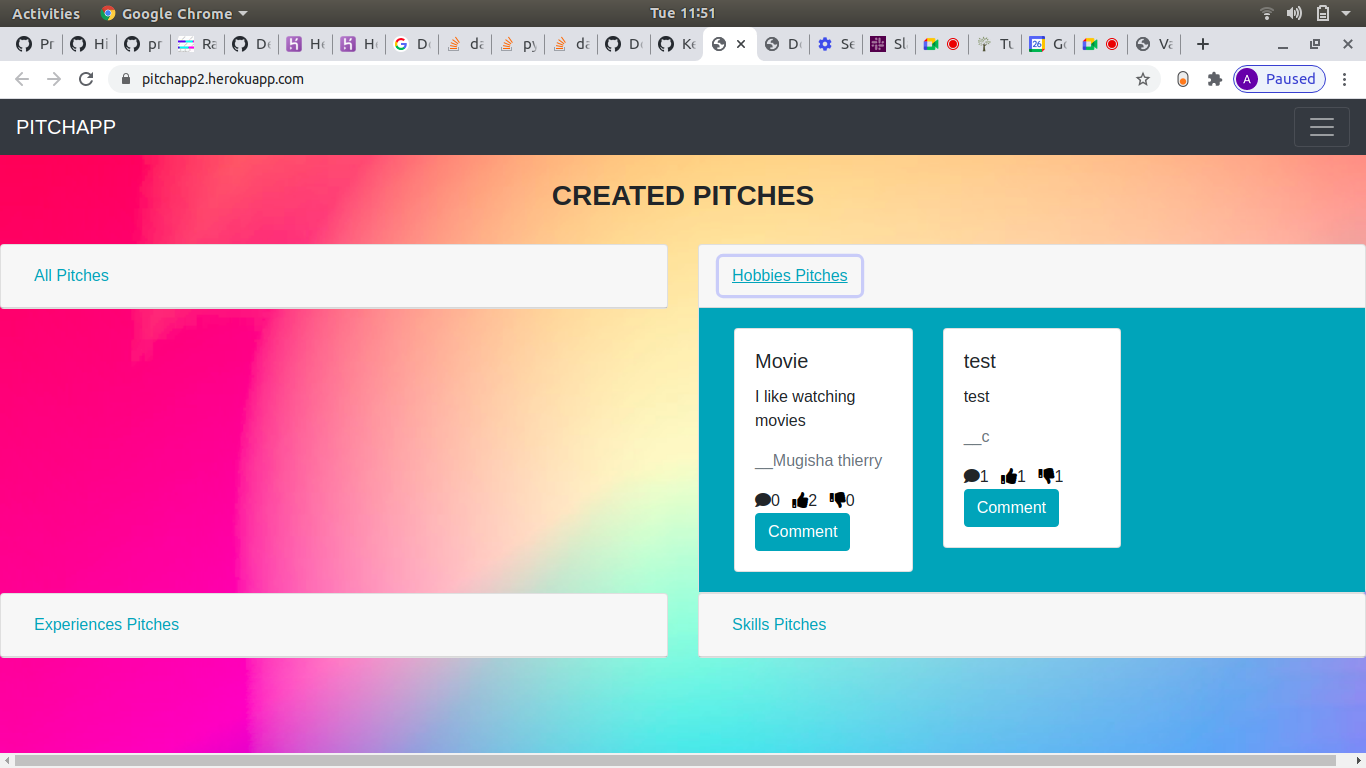 Activities Google Chrome Tue 11:51
Pr Hi pr Ra De He He De da py da De Ke De Se Sl Tu Go Va
pitchapp2.herokuapp.com A Paused
PITCHAPP
CREATED PITCHES
All Pitches
Hobbies Pitches
Movie
I like watching
movies
__Mugisha thierry
0 2 0
Comment
test
test
__c
1 1 1
Comment
Experiences Pitches
Skills Pitches